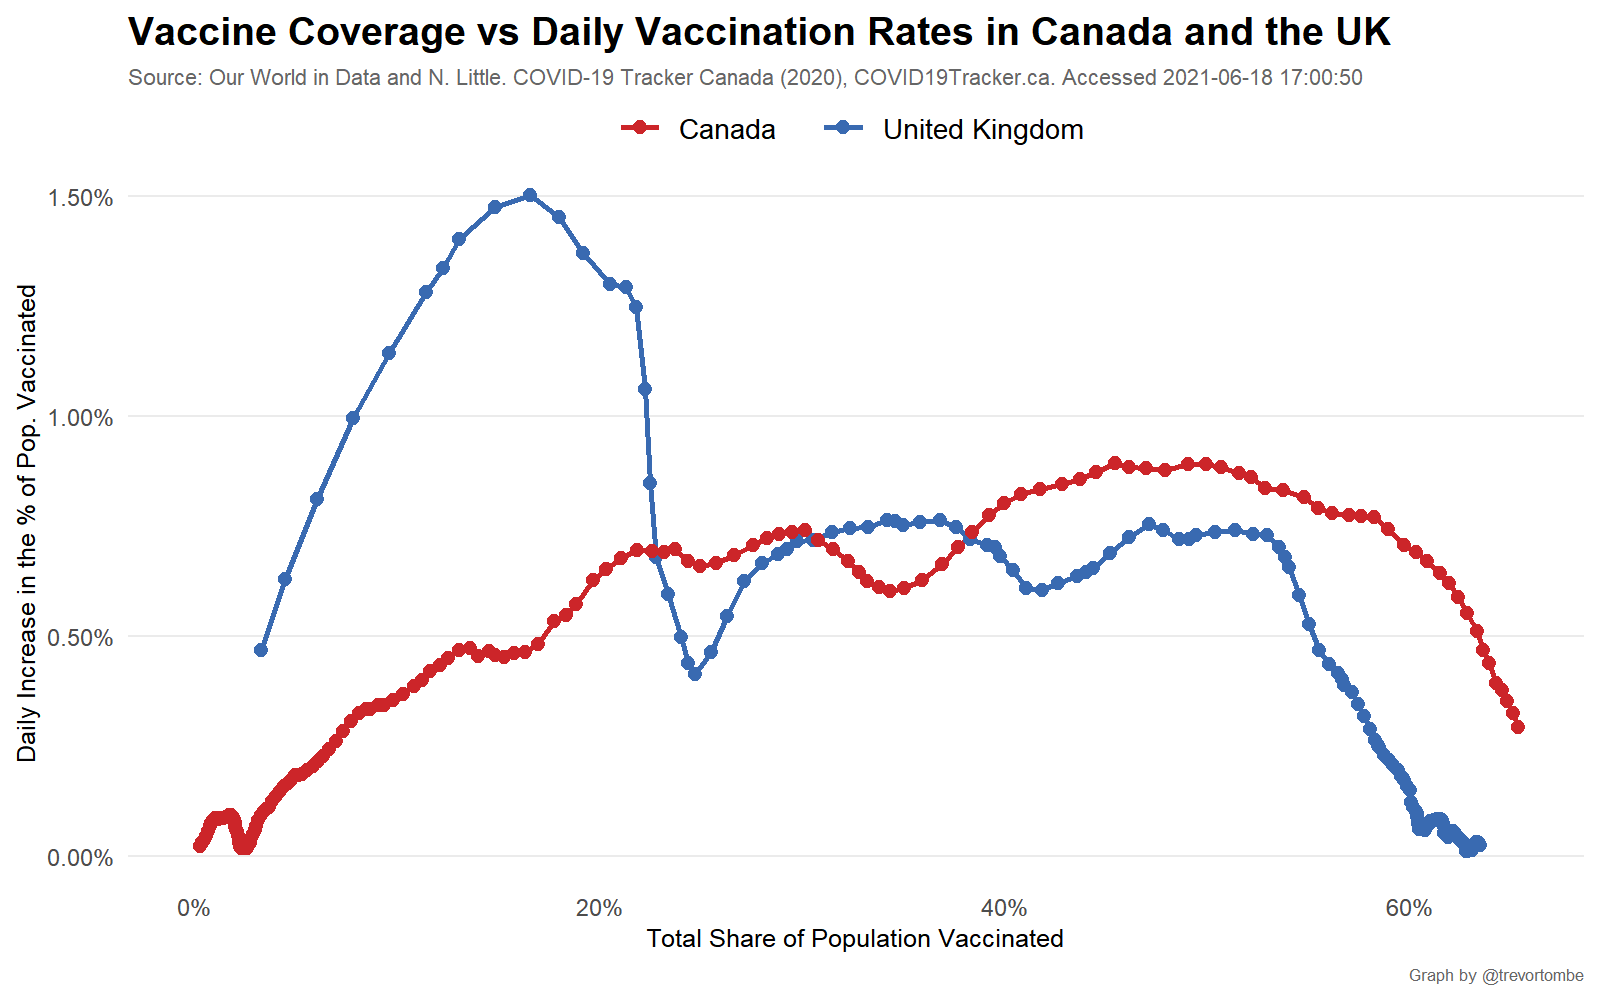 Vaccine Coverage vs Daily Vaccination Rates in Canada and the UK
Source: Our World in Data and N. Little. COVID-19 Tracker Canada (2020), COVID19Tracker.ca. Accessed 2021-06-18 17:00:50
Canada
United Kingdom
Daily Increase in the % of Pop. Vaccinated
1.50%
1.00%
0.50%
0.00%
0%
20%
40%
60%
Total Share of Population Vaccinated
Graph by @trevortombe